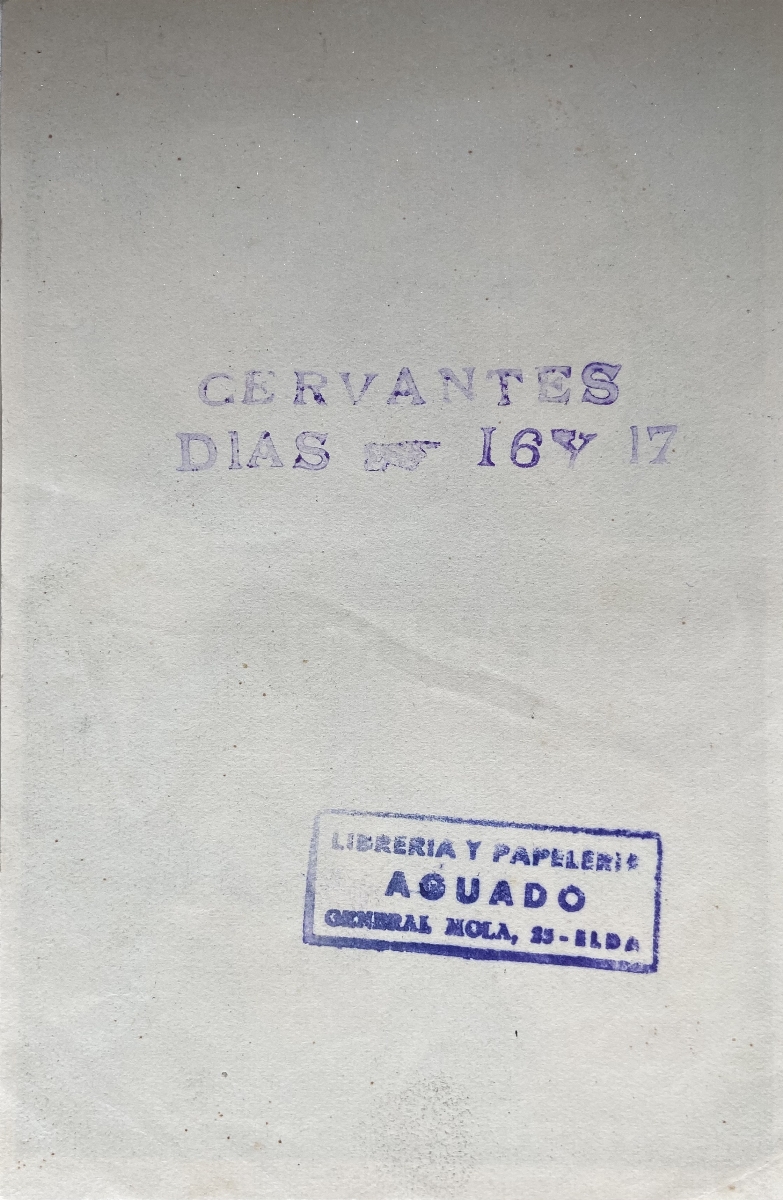 CERVANTES
DIAS 16 Y 17
LIBRERIA Y PAPELERIA
AGUADO
GENERAL MOLA, 25-ELDA